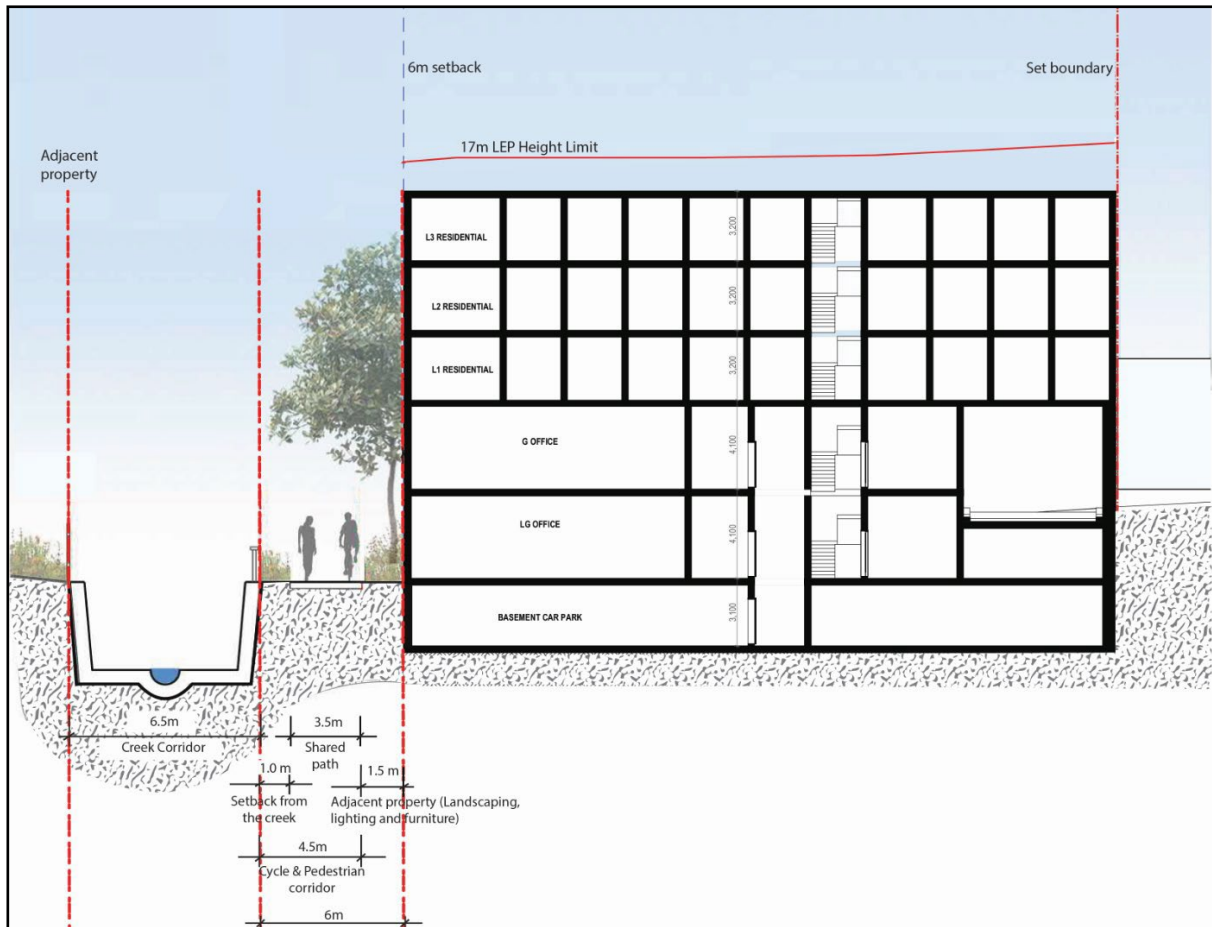 6m setback
Set boundary
17m LEP Height Limit
Adjacent
property
3,200
L3 RESIDENTIAL
3,200
L2 RESIDENTIAL
3,200
L1 RESIDENTIAL
4,100
G OFFICE
4,100
LG OFFICE
3,100
BASEMENT CAR PARK
6.5m
Creek Corridor
3.5m
Shared
path
1.0 m
Setback from
the creek
1.5 m
Adjacent property (Landscaping,
lighting and furniture)
4.5m
Cycle & Pedestrian
corridor
6m